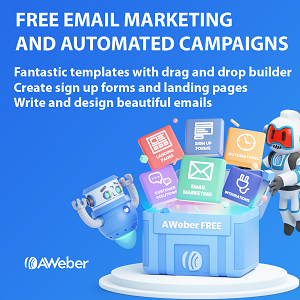 FREE EMAIL MARKETING
AND AUTOMATED CAMPAIGNS
Fantastic templates with drag and drop builder
Create sign up forms and landing pages
Write and design beautiful emails
LANDING
PAGES
SIGN UP
FORMS
AUTOMATIONS
CUSTOMER
SOLUTIONS
EMAIL
MARKETING
INTEGRATIONS
AWeber FREE
AWeber